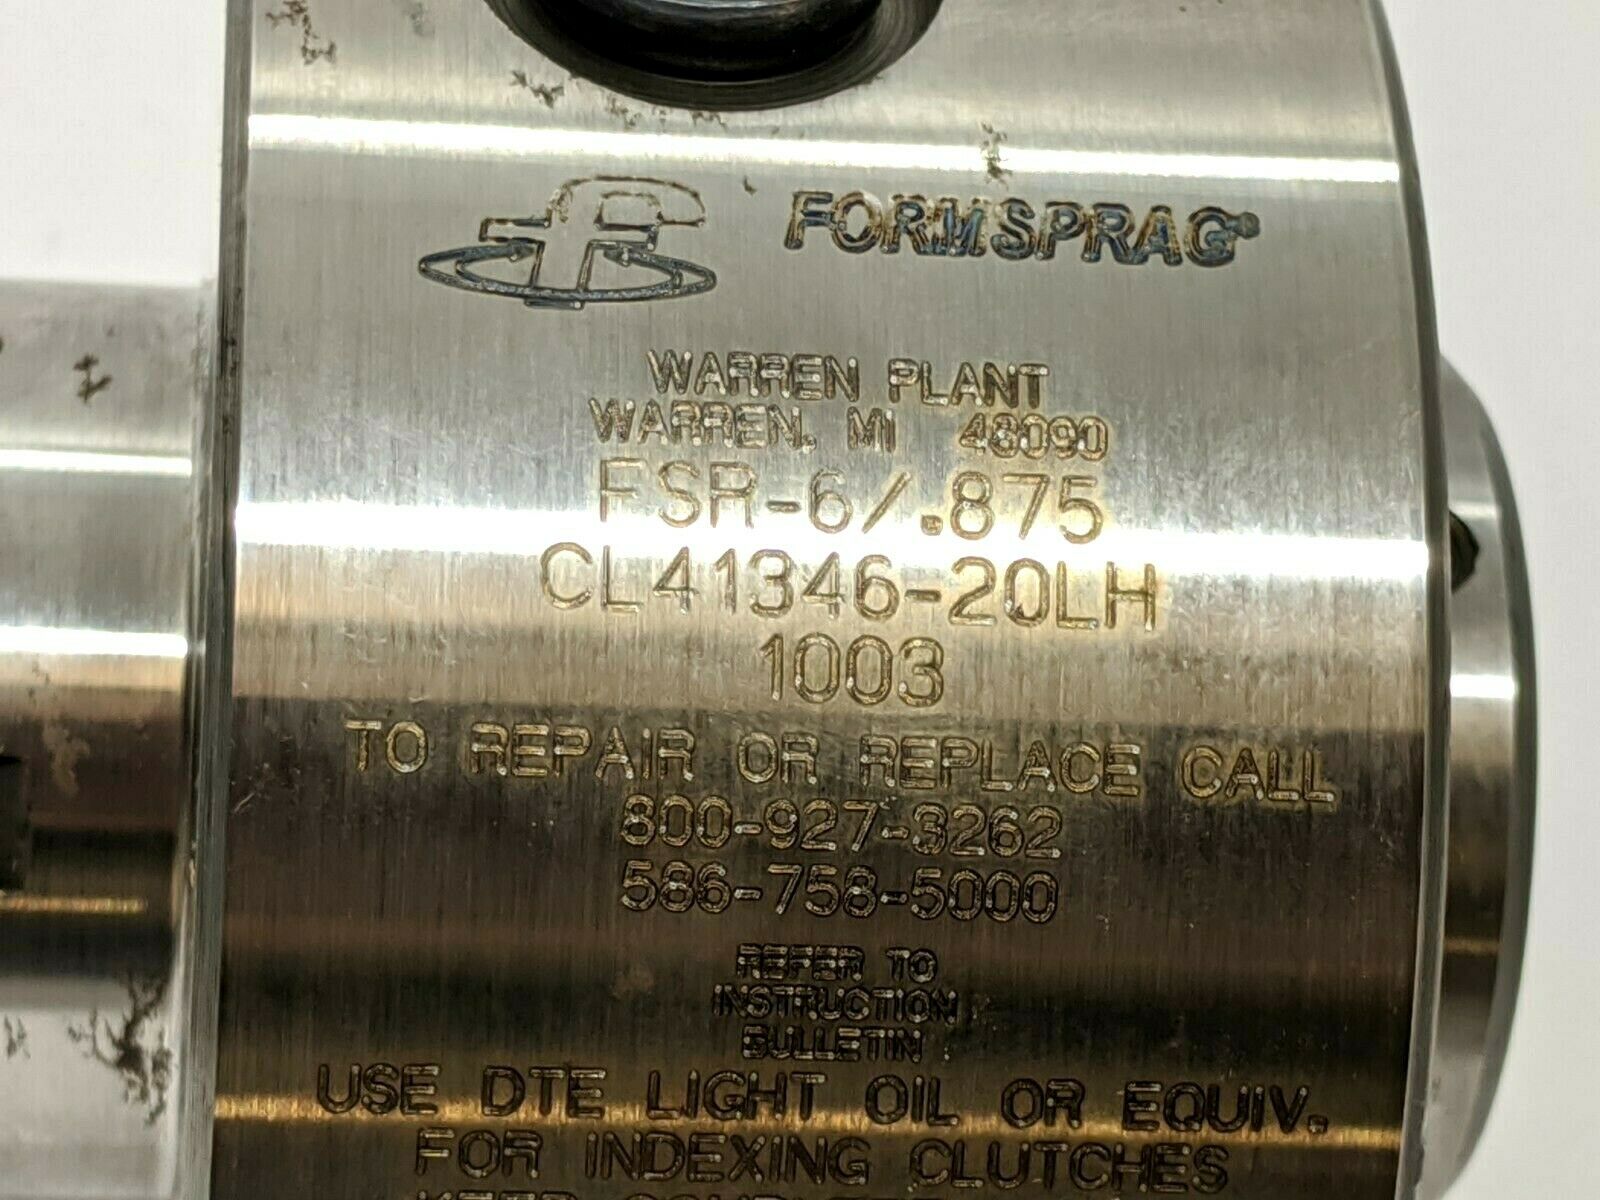 f FORMSPRAG®
WARREN PLANT
WARREN, MI 48090
FSR-6/.875
CL41346-20LH
1003
TO REPAIR OR REPLACE CALL
800-927-3262
586-758-5000
REFER TO
INSTRUCTION
BULLETIN
USE DTE LIGHT OIL OR EQUIV.
FOR INDEXING CLUTCHES
KEEP